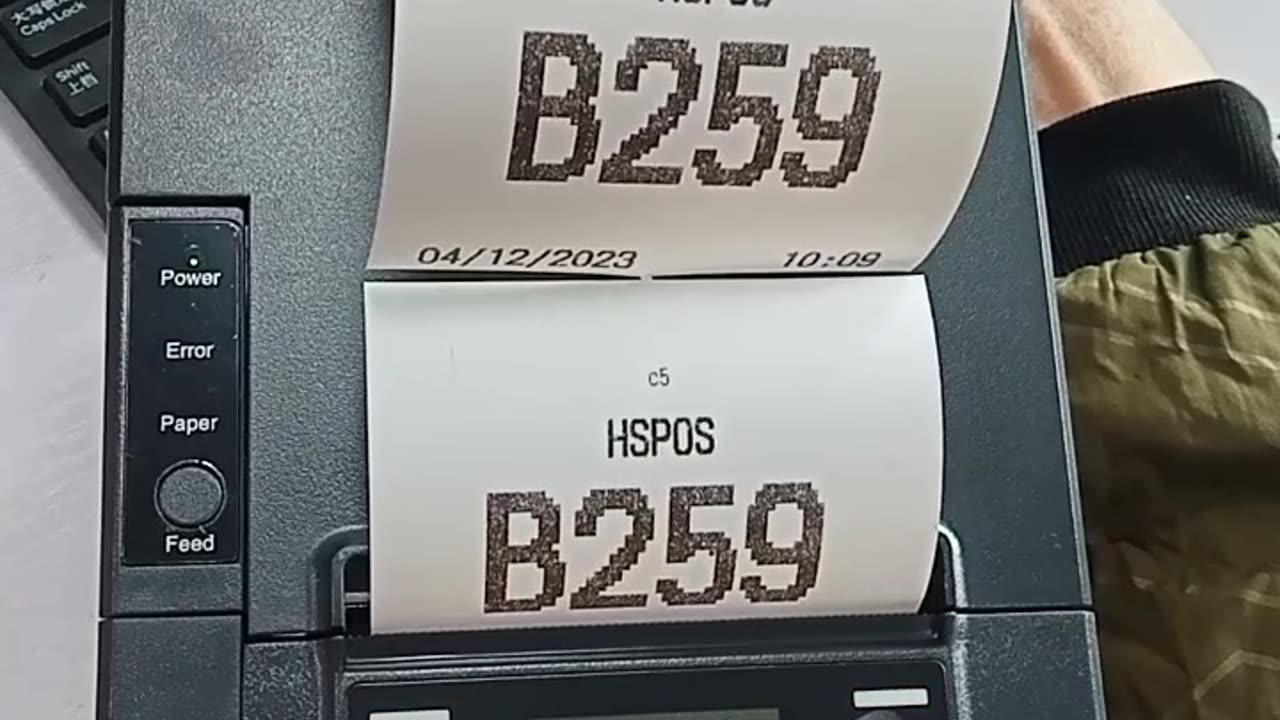 大写锁定
Caps Lock
Shift
上档
HSPOS
B259
04/12/2023
10:09
Power
Error
Paper
Feed
c5
HSPOS
B259